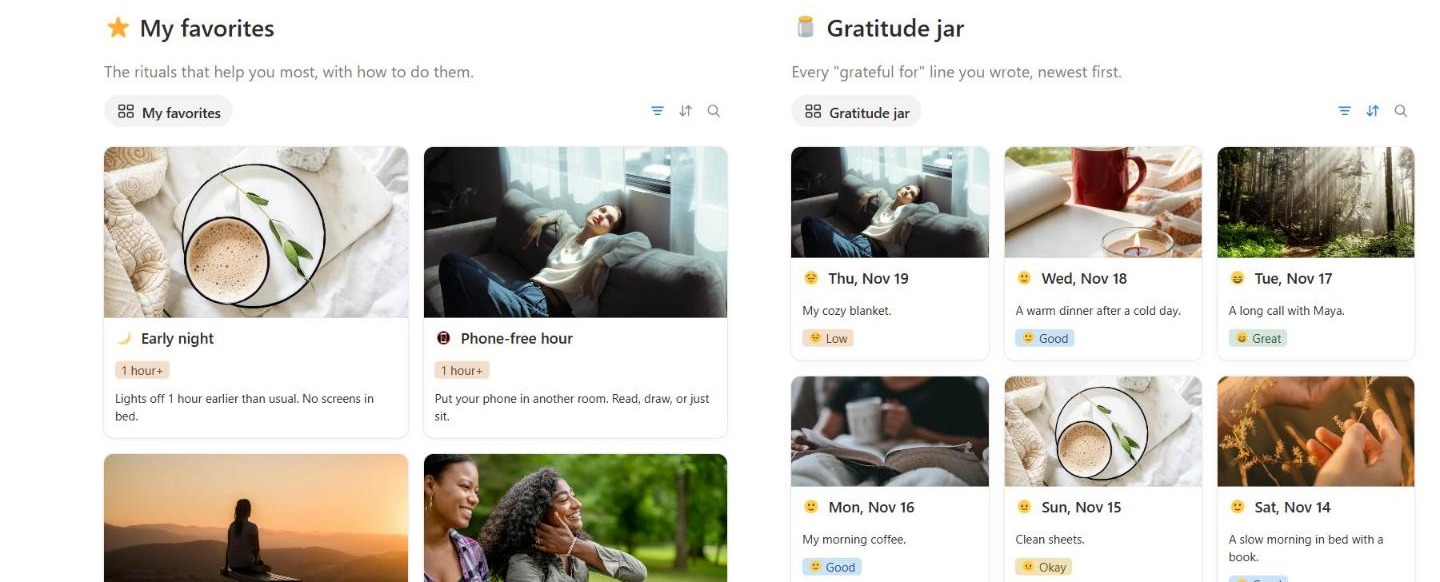 My favorites
The rituals that help you most, with how to do them.
My favorites
Early night
1 hour+
Lights off 1 hour earlier than usual. No screens in
bed.
Phone-free hour
1 hour+
Put your phone in another room. Read, draw, or just
sit.
Gratitude jar
Every "grateful for" line you wrote, newest first.
Gratitude jar
Thu, Nov 19
My cozy blanket.
Low
Wed, Nov 18
A warm dinner after a cold day.
Good
Tue, Nov 17
A long call with Maya.
Great
Mon, Nov 16
My morning coffee.
Good
Sun, Nov 15
Clean sheets.
Okay
Sat, Nov 14
A slow morning in bed with a
book.